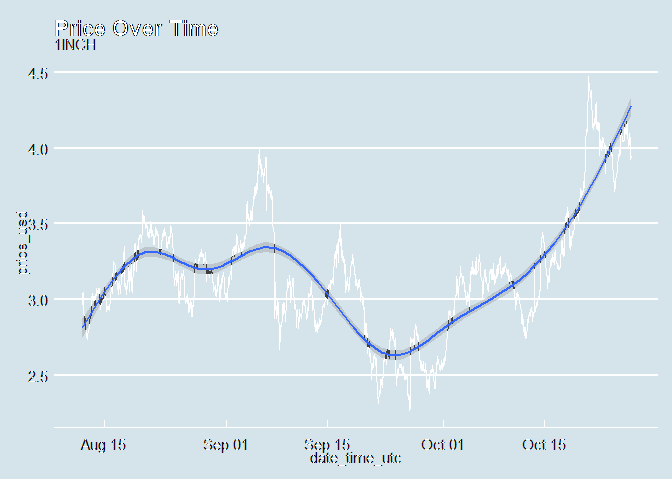 Price Over Time
1INCH
4.5
4.0
3.5
3.0
2.5
price_usd
Aug 15 Sep 01 Sep 15 Oct 01 Oct 15
date_time_utc